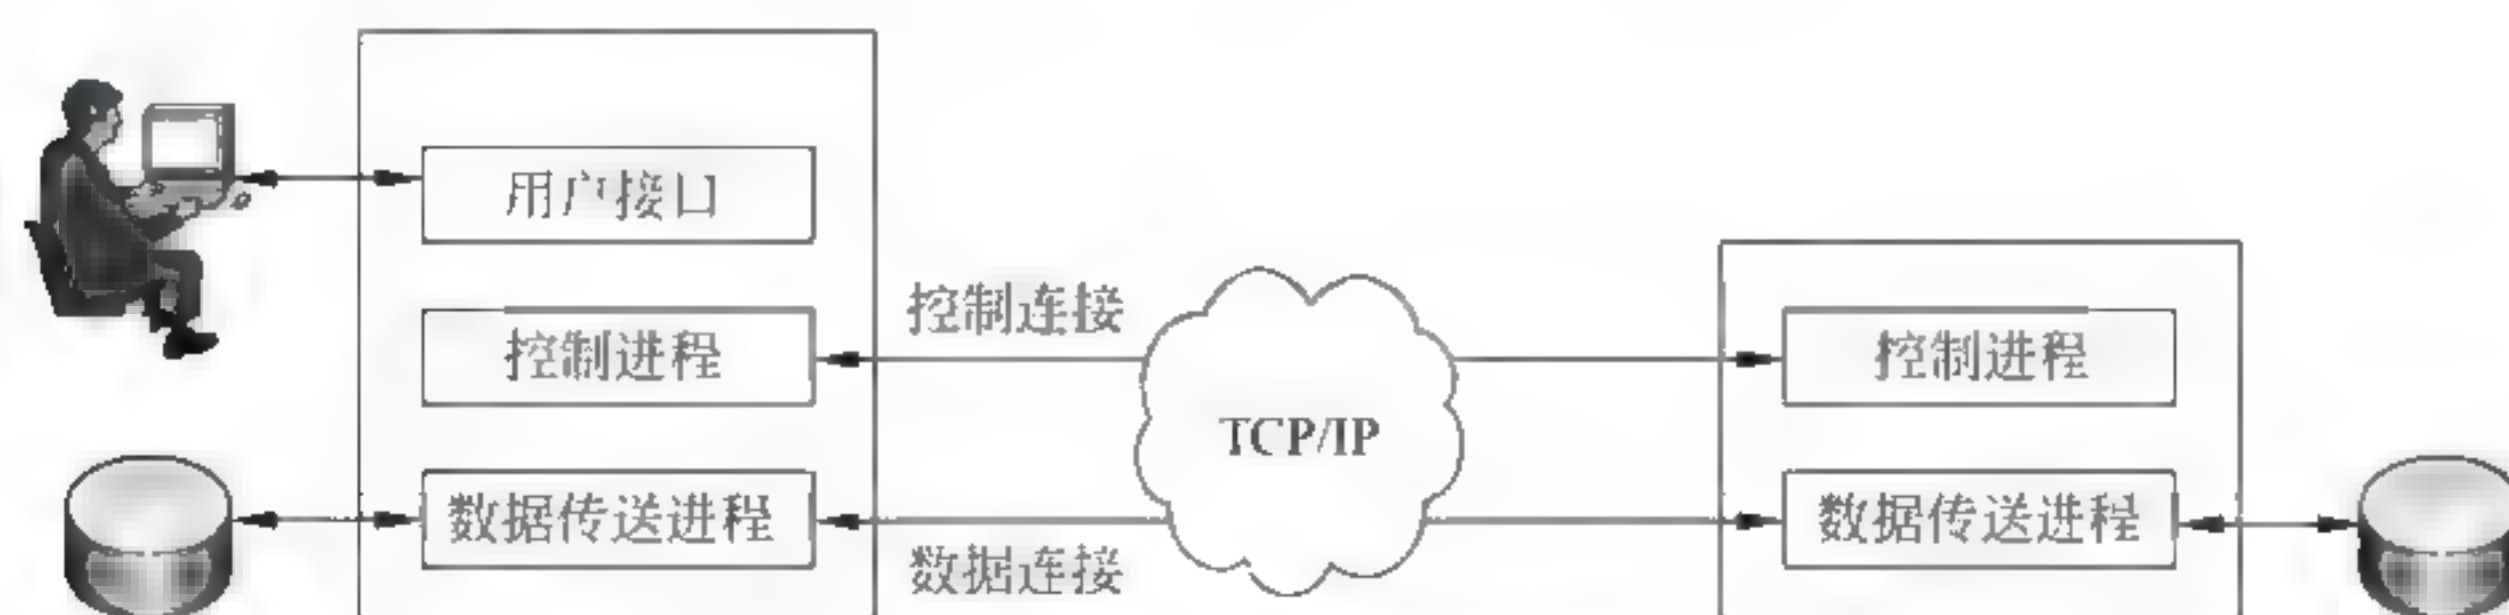 用户接口
控制连接
控制进程
控制进程
TCP/IP
数据传送进程
数据传送进程
数据连接